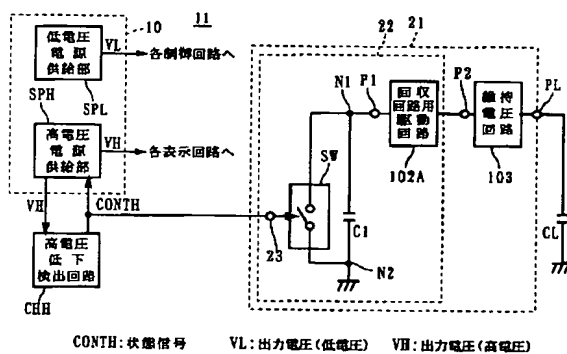 10
11
低電圧
電源
供給部
VL
各制御回路へ
SPH
SPL
高電圧
電源
供給部
VH
各表示回路へ
VH
CONTH
高電圧
低下
検出回路
CHH
22
21
N1
P1
回収
回路用
駆動
回路
102A
P2
維持
電圧
回路
103
PL
SW
23
C1
N2
CL
CONTH:状態信号 VL:出力電圧(低電圧) VH:出力電圧(高電圧)